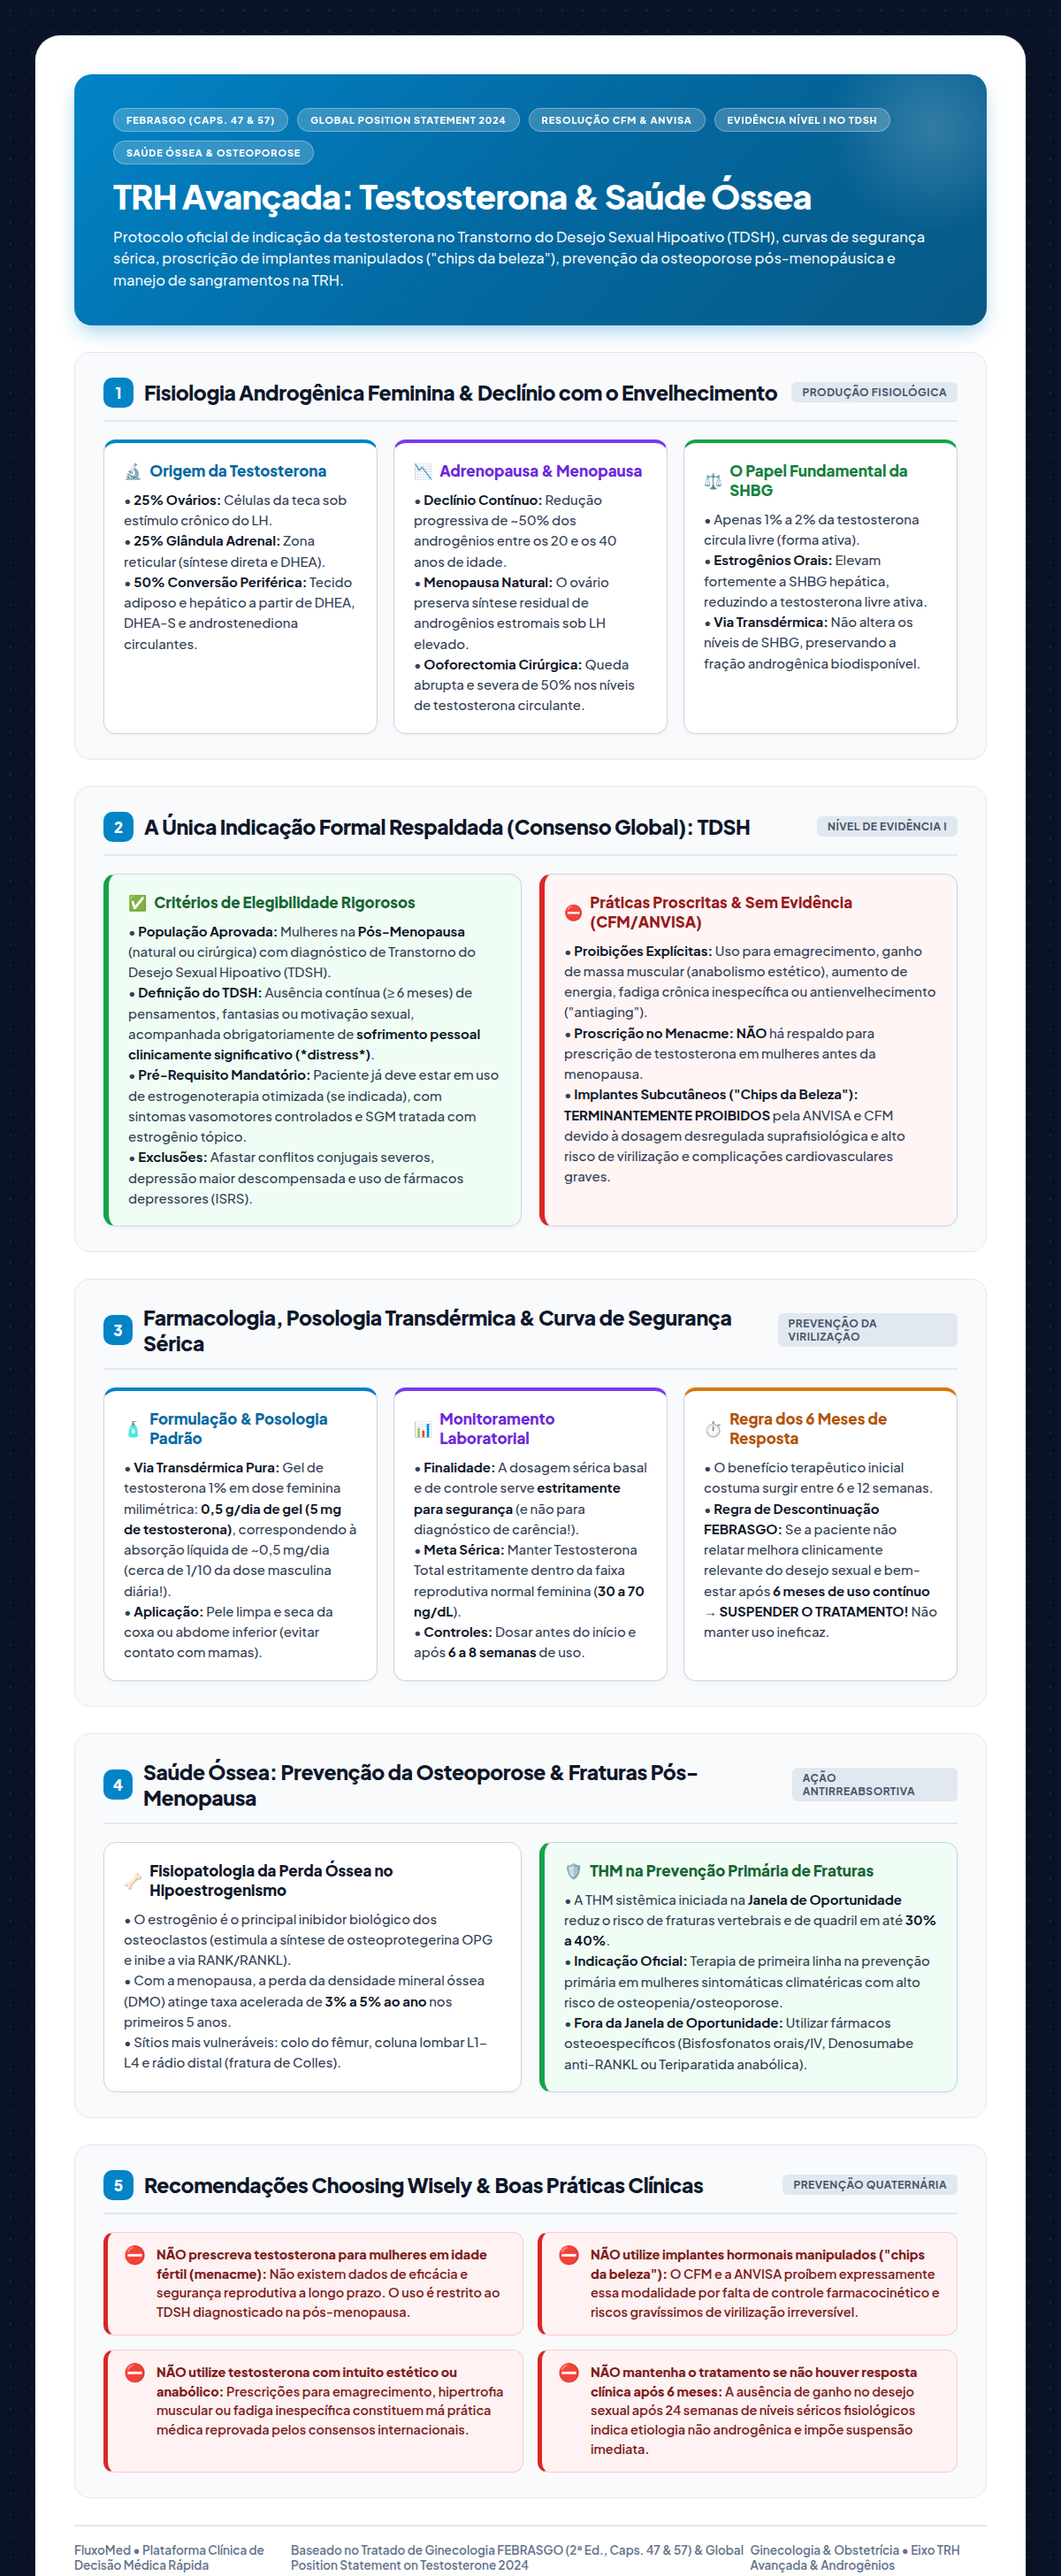 FEBRASGO (CAPS. 47 & 57)
GLOBAL POSITION STATEMENT 2024
RESOLUÇÃO CFM & ANVISA
EVIDÊNCIA NÍVEL I NO TDSH
SAÚDE ÓSSEA & OSTEOPOROSE
TRH Avançada: Testosterona & Saúde Óssea
Protocolo oficial de indicação da testosterona no Transtorno do Desejo Sexual Hipoativo (TDSH), curvas de segurança
sérica, proscrição de implantes manipulados ("chips da beleza"), prevenção da osteoporose pós-menopáusica e
manejo de sangramentos na TRH.
1
Fisiologia Androgênica Feminina & Declínio com o Envelhecimento
PRODUÇÃO FISIOLÓGICA
🔬 Origem da Testosterona
• 25% Ovários: Células da teca sob
estímulo crônico do LH.
• 25% Glândula Adrenal: Zona
reticular (síntese direta e DHEA).
• 50% Conversão Periférica: Tecido
adiposo e hepático a partir de DHEA,
DHEA-S e androstenediona
circulantes.
📉 Adrenopausa & Menopausa
• Declínio Contínuo: Redução
progressiva de ~50% dos
androgênios entre os 20 e os 40
anos de idade.
• Menopausa Natural: O ovário
preserva síntese residual de
androgênios estromais sob LH
elevado.
• Ooforectomia Cirúrgica: Queda
abrupta e severa de 50% nos níveis
de testosterona circulante.
⚖️ O Papel Fundamental da
SHBG
• Apenas 1% a 2% da testosterona
circula livre (forma ativa).
• Estrogênios Orais: Elevam
fortemente a SHBG hepática,
reduzindo a testosterona livre ativa.
• Via Transdérmica: Não altera os
níveis de SHBG, preservando a
fração androgênica biodisponível.
2
A Única Indicação Formal Respaldada (Consenso Global): TDSH
NÍVEL DE EVIDÊNCIA I
✅ Critérios de Elegibilidade Rigorosos
• População Aprovada: Mulheres na Pós-Menopausa
(natural ou cirúrgica) com diagnóstico de Transtorno do
Desejo Sexual Hipoativo (TDSH).
• Definição do TDSH: Ausência contínua (≥ 6 meses) de
pensamentos, fantasias ou motivação sexual,
acompanhada obrigatoriamente de sofrimento pessoal
clinicamente significativo (*distress*).
• Pré-Requisito Mandatório: Paciente já deve estar em uso
de estrogenoterapia otimizada (se indicada), com
sintomas vasomotores controlados e SGM tratada com
estrogênio tópico.
• Exclusões: Afastar conflitos conjugais severos,
depressão maior descompensada e uso de fármacos
depressores (ISRS).
⛔ Práticas Proscritas & Sem Evidência
(CFM/ANVISA)
• Proibições Explícitas: Uso para emagrecimento, ganho
de massa muscular (anabolismo estético), aumento de
energia, fadiga crônica inespecífica ou antienvelhecimento
("antiaging").
• Proscrição no Menacme: NÃO há respaldo para
prescrição de testosterona em mulheres antes da
menopausa.
• Implantes Subcutâneos ("Chips da Beleza"):
TERMINANTEMENTE PROIBIDOS pela ANVISA e CFM
devido à dosagem desregulada suprafisiológica e alto
risco de virilização e complicações cardiovasculares
graves.
3
Farmacologia, Posologia Transdérmica & Curva de Segurança
Sérica
PREVENÇÃO DA
VIRILIZAÇÃO
🧴 Formulação & Posologia
Padrão
• Via Transdérmica Pura: Gel de
testosterona 1% em dose feminina
milimétrica: 0,5 g/dia de gel (5 mg
de testosterona), correspondendo à
absorção líquida de ~0,5 mg/dia
(cerca de 1/10 da dose masculina
diária!).
• Aplicação: Pele limpa e seca da
coxa ou abdome inferior (evitar
contato com mamas).
📊 Monitoramento
Laboratorial
• Finalidade: A dosagem sérica basal
e de controle serve estritamente
para segurança (e não para
diagnóstico de carência!).
• Meta Sérica: Manter Testosterona
Total estritamente dentro da faixa
reprodutiva normal feminina (30 a 70
ng/dL).
• Controles: Dosar antes do início e
após 6 a 8 semanas de uso.
⏱️ Regra dos 6 Meses de
Resposta
• O benefício terapêutico inicial
costuma surgir entre 6 e 12 semanas.
• Regra de Descontinuação
FEBRASGO: Se a paciente não
relatar melhora clinicamente
relevante do desejo sexual e bem-
estar após 6 meses de uso contínuo
→ SUSPENDER O TRATAMENTO! Não
manter uso ineficaz.
4
Saúde Óssea: Prevenção da Osteoporose & Fraturas Pós-
Menopausa
AÇÃO
ANTIRREABSORTIVA
🦴 Fisiopatologia da Perda Óssea no
Hipoestrogenismo
• O estrogênio é o principal inibidor biológico dos
osteoclastos (estimula a síntese de osteoprotegerina OPG
e inibe a via RANK/RANKL).
• Com a menopausa, a perda da densidade mineral óssea
(DMO) atinge taxa acelerada de 3% a 5% ao ano nos
primeiros 5 anos.
• Sítios mais vulneráveis: colo do fêmur, coluna lombar L1-
L4 e rádio distal (fratura de Colles).
🛡️ THM na Prevenção Primária de Fraturas
• A THM sistêmica iniciada na Janela de Oportunidade
reduz o risco de fraturas vertebrais e de quadril em até 30%
a 40%.
• Indicação Oficial: Terapia de primeira linha na prevenção
primária em mulheres sintomáticas climatéricas com alto
risco de osteopenia/osteoporose.
• Fora da Janela de Oportunidade: Utilizar fármacos
osteoespecíficos (Bisfosfonatos orais/IV, Denosumabe
anti-RANKL ou Teriparatida anabólica).
5
Recomendações Choosing Wisely & Boas Práticas Clínicas
PREVENÇÃO QUATERNÁRIA
⛔ NÃO prescreva testosterona para mulheres em idade
fértil (menacme): Não existem dados de eficácia e
segurança reprodutiva a longo prazo. O uso é restrito ao
TDSH diagnosticado na pós-menopausa.
⛔ NÃO utilize implantes hormonais manipulados ("chips
da beleza"): O CFM e a ANVISA proíbem expressamente
essa modalidade por falta de controle farmacocinético e
riscos gravíssimos de virilização irreversível.
⛔ NÃO utilize testosterona com intuito estético ou
anabólico: Prescrições para emagrecimento, hipertrofia
muscular ou fadiga inespecífica constituem má prática
médica reprovada pelos consensos internacionais.
⛔ NÃO mantenha o tratamento se não houver resposta
clínica após 6 meses: A ausência de ganho no desejo
sexual após 24 semanas de níveis séricos fisiológicos
indica etiologia não androgênica e impõe suspensão
imediata.
FluxoMed • Plataforma Clínica de
Decisão Médica Rápida
Baseado no Tratado de Ginecologia FEBRASGO (2ª Ed., Caps. 47 & 57) & Global
Position Statement on Testosterone 2024
Ginecologia & Obstetrícia • Eixo TRH
Avançada & Androgênios